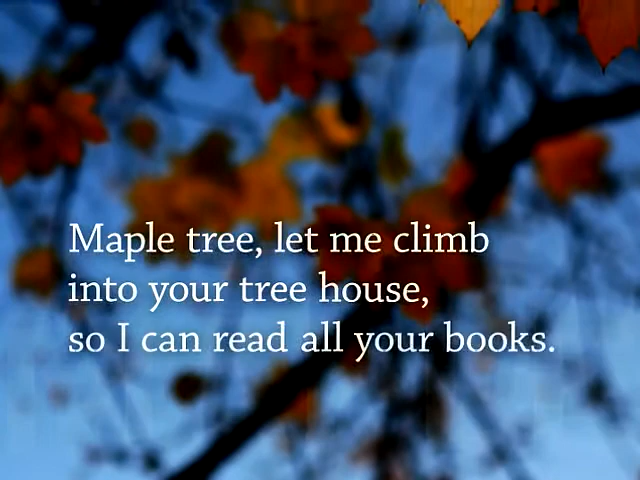 Maple tree, let me climb
into your tree house,
so I can read all your books.